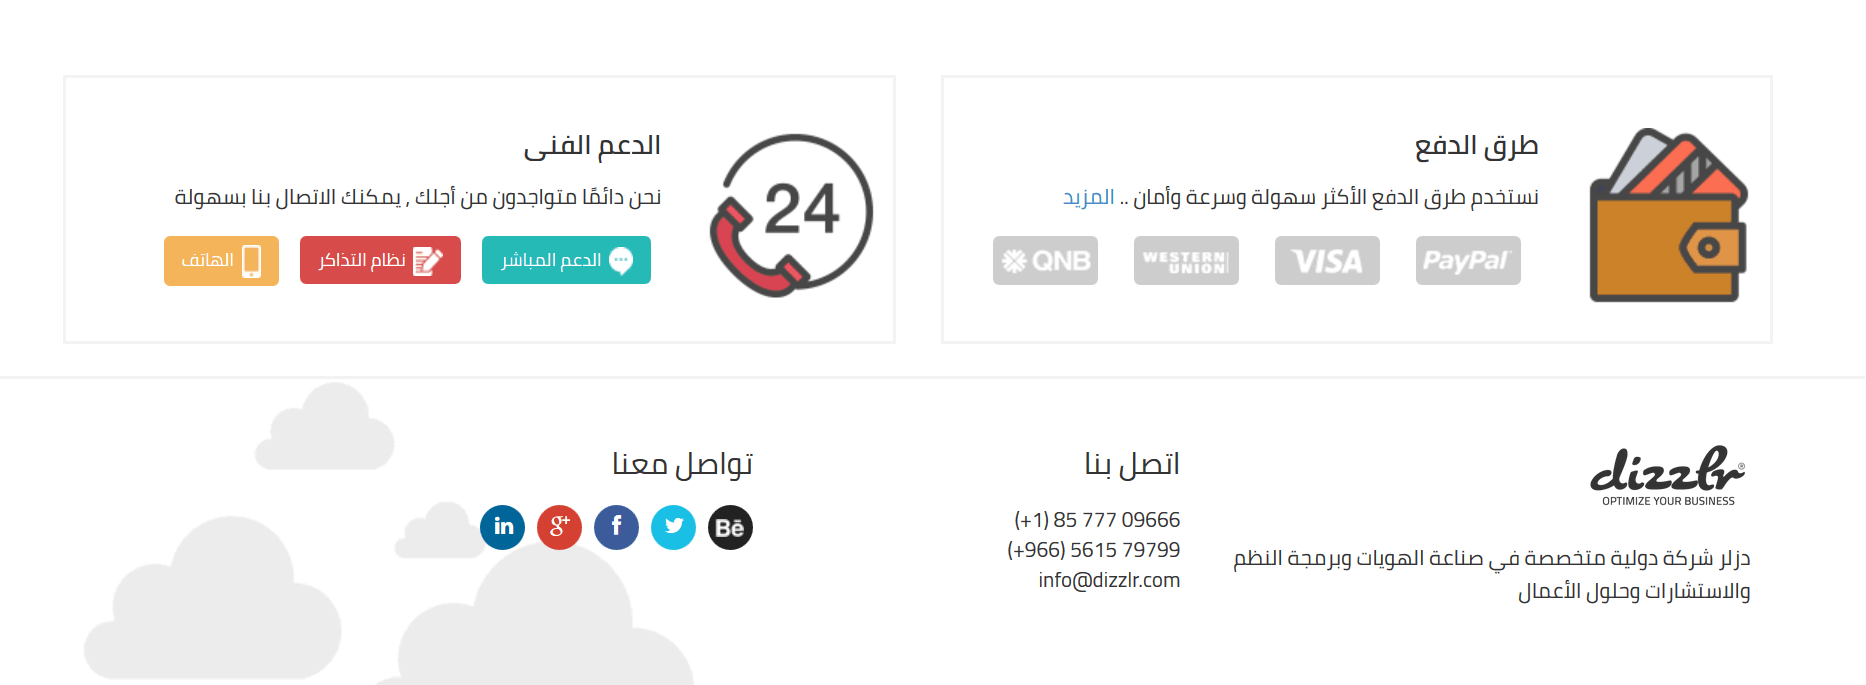 طرق الدفع
نستخدم طرق الدفع الأكثر سهولة وسرعة وأمان .. المزيد
PayPal
VISA
WESTERN UNION
QNB
24
الدعم الفنى
نحن دائمًا متواجدون من أجلك , يمكنك الاتصال بنا بسهولة
الدعم المباشر
نظام التذاكر
الهاتف
dizzlr®
OPTIMIZE YOUR BUSINESS
دزلر شركة دولية متخصصة في صناعة الهويات وبرمجة النظم
والاستشارات وحلول الأعمال
اتصل بنا
(+1) 85 777 09666
(+966) 5615 79799
info@dizzlr.com
تواصل معنا
Bē
f
g+
in